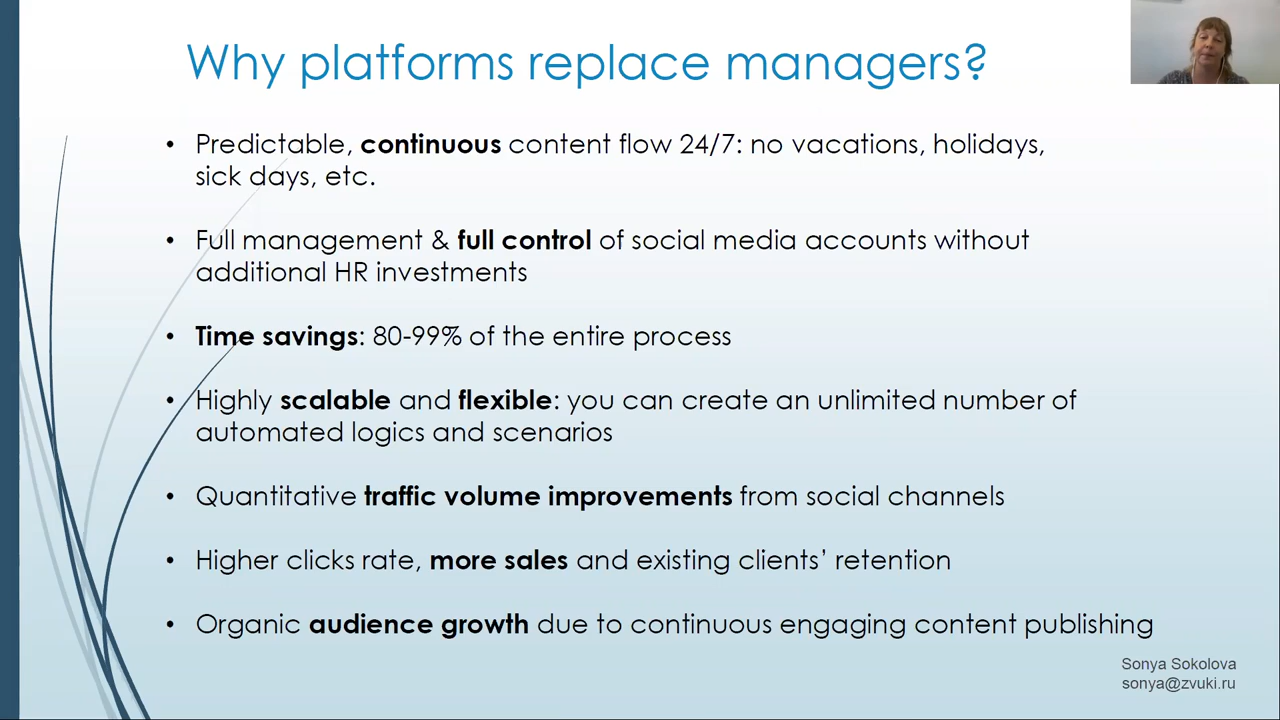 Why platforms replace managers?
• Predictable, continuous content flow 24/7: no vacations, holidays,
sick days, etc.
• Full management & full control of social media accounts without
additional HR investments
• Time savings: 80-99% of the entire process
• Highly scalable and flexible: you can create an unlimited number of
automated logics and scenarios
• Quantitative traffic volume improvements from social channels
• Higher clicks rate, more sales and existing clients’ retention
• Organic audience growth due to continuous engaging content publishing
Sonya Sokolova
sonya@zvuki.ru